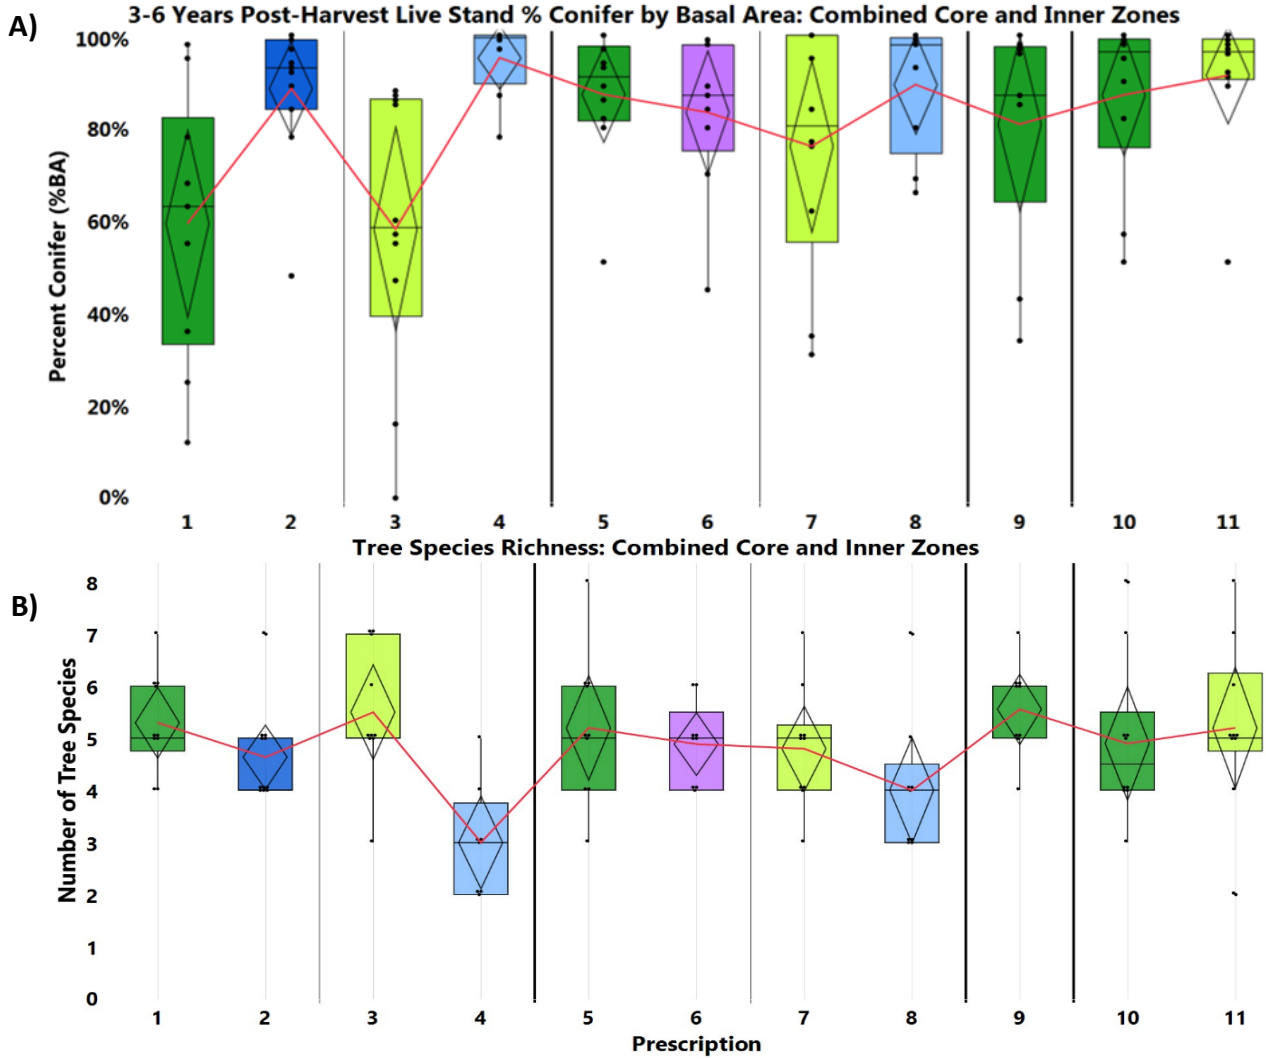 A)
3-6 Years Post-Harvest Live Stand % Conifer by Basal Area: Combined Core and Inner Zones
Percent Conifer (%BA)
100%
80%
60%
40%
20%
0%
1 2 3 4 5 6 7 8 9 10 11
B)
Tree Species Richness: Combined Core and Inner Zones
Number of Tree Species
8
7
6
5
4
3
2
1
0
1 2 3 4 5 6 7 8 9 10 11
Prescription